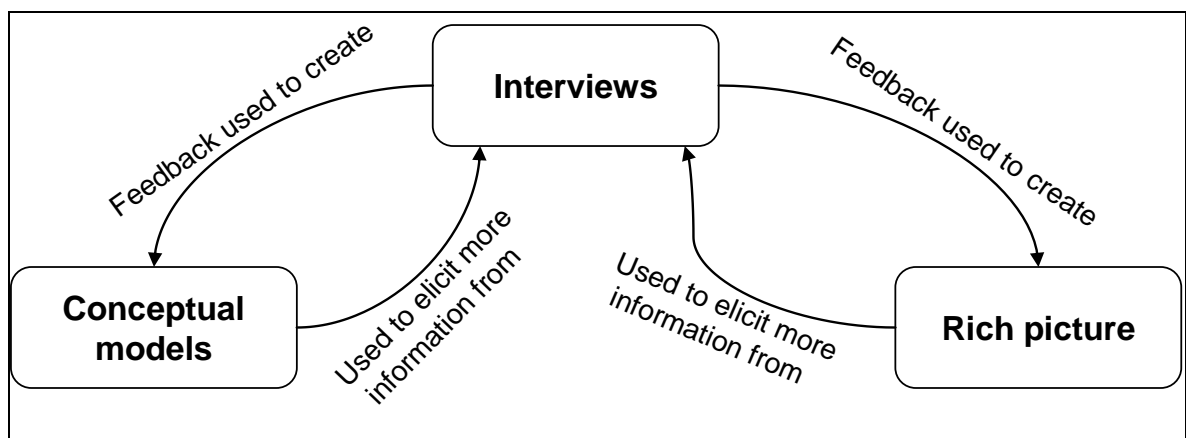 Interviews
Feedback used to create
Feedback used to create
Used to elicit more
information from
Used to elicit more
information from
Conceptual
models
Rich picture